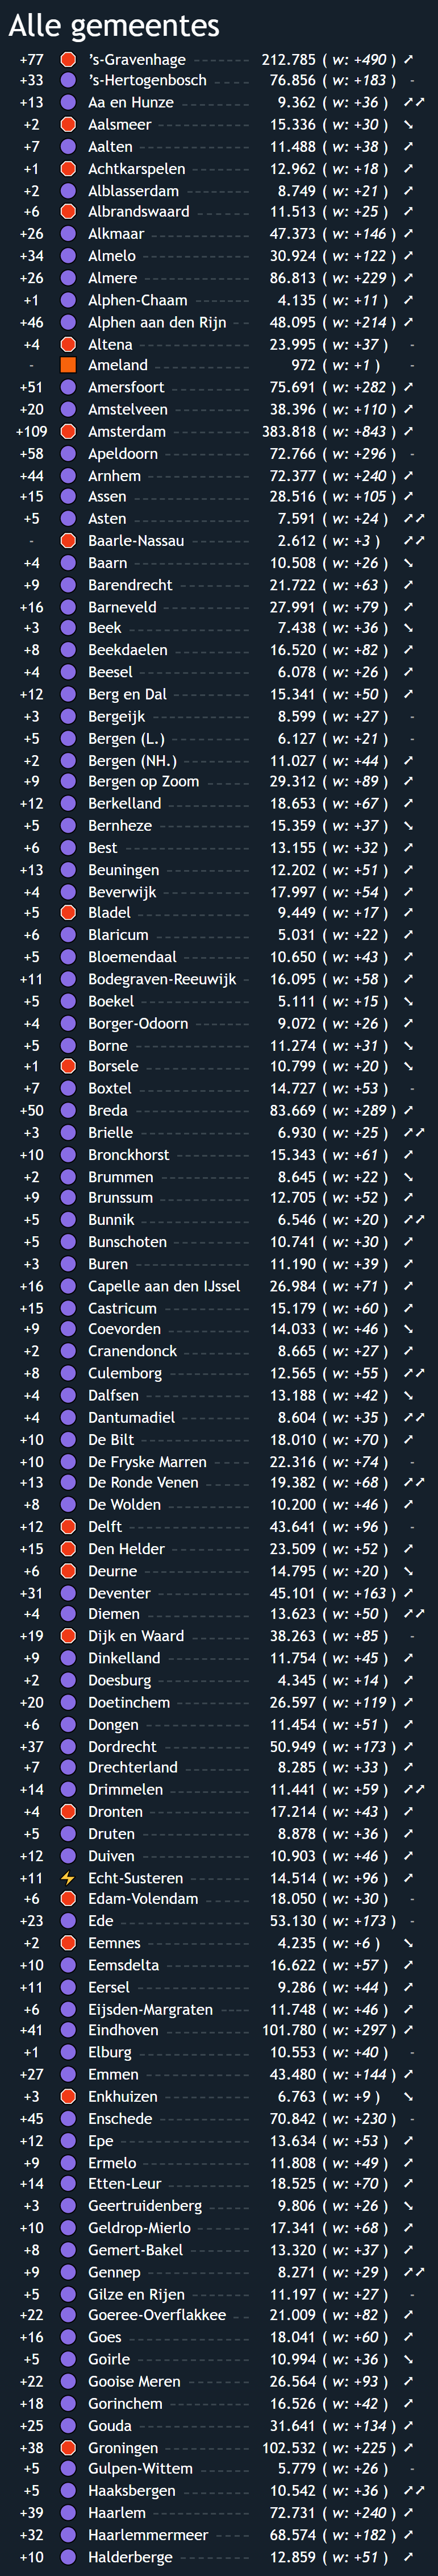 Alle gemeentes
+77 's-Gravenhage 212.785 ( w: +490 )
+33 's-Hertogenbosch 76.856 ( w: +183 ) -
+13 Aa en Hunze 9.362 ( w: +36 )
+2 Aalsmeer 15.336 ( w: +30 )
+7 Aalten 11.488 ( w: +38 )
+1 Achtkarspelen 12.962 ( w: +18 )
+2 Alblasserdam 8.749 ( w: +21 )
+6 Albrandswaard 11.513 ( w: +25 )
+26 Alkmaar 47.373 ( w: +146 )
+34 Almelo 30.924 ( w: +122 )
+26 Almere 86.813 ( w: +229 )
+1 Alphen-Chaam 4.135 ( w: +11 )
+46 Alphen aan den Rijn 48.095 ( w: +214 )
+4 Altena 23.995 ( w: +37 ) -
- Ameland 972 ( w: +1 ) -
+51 Amersfoort 75.691 ( w: +282 )
+20 Amstelveen 38.396 ( w: +110 )
+109 Amsterdam 383.818 ( w: +843 )
+58 Apeldoorn 72.766 ( w: +296 ) -
+44 Arnhem 72.377 ( w: +240 )
+15 Assen 28.516 ( w: +105 )
+5 Asten 7.591 ( w: +24 )
- Baarle-Nassau 2.612 ( w: +3 )
+4 Baarn 10.508 ( w: +26 )
+9 Barendrecht 21.722 ( w: +63 )
+16 Barneveld 27.991 ( w: +79 )
+3 Beek 7.438 ( w: +36 )
+8 Beekdaelen 16.520 ( w: +82 )
+4 Beesel 6.078 ( w: +26 )
+12 Berg en Dal 15.341 ( w: +50 )
+3 Bergeijk 8.599 ( w: +27 ) -
+5 Bergen (L.) 6.127 ( w: +21 ) -
+2 Bergen (NH.) 11.027 ( w: +44 )
+9 Bergen op Zoom 29.312 ( w: +89 )
+12 Berkelland 18.653 ( w: +67 )
+5 Bernheze 15.359 ( w: +37 )
+6 Best 13.155 ( w: +32 )
+13 Beuningen 12.202 ( w: +51 )
+4 Beverwijk 17.997 ( w: +54 )
+5 Bladel 9.449 ( w: +17 )
+6 Blaricum 5.031 ( w: +22 )
+5 Bloemendaal 10.650 ( w: +43 )
+11 Bodegraven-Reeuwijk 16.095 ( w: +58 )
+5 Boekel 5.111 ( w: +15 )
+4 Borger-Odoorn 9.072 ( w: +26 )
+5 Borne 11.274 ( w: +31 )
+1 Borsele 10.799 ( w: +20 )
+7 Boxtel 14.727 ( w: +53 ) -
+50 Breda 83.669 ( w: +289 )
+3 Brielle 6.930 ( w: +25 )
+10 Bronckhorst 15.343 ( w: +61 )
+2 Brummen 8.645 ( w: +22 )
+9 Brunssum 12.705 ( w: +52 )
+5 Bunnik 6.546 ( w: +20 )
+5 Bunschoten 10.741 ( w: +30 )
+3 Buren 11.190 ( w: +39 )
+16 Capelle aan den IJssel 26.984 ( w: +71 )
+15 Castricum 15.179 ( w: +60 )
+9 Coevorden 14.033 ( w: +46 )
+2 Cranendonck 8.665 ( w: +27 )
+8 Culemborg 12.565 ( w: +55 )
+4 Dalfsen 13.188 ( w: +42 )
+4 Dantumadiel 8.604 ( w: +35 )
+10 De Bilt 18.010 ( w: +70 )
+10 De Fryske Marren 22.316 ( w: +74 ) -
+13 De Ronde Venen 19.382 ( w: +68 )
+8 De Wolden 10.200 ( w: +46 )
+12 Delft 43.641 ( w: +96 ) -
+15 Den Helder 23.509 ( w: +52 )
+6 Deurne 14.795 ( w: +20 )
+31 Deventer 45.101 ( w: +163 )
+4 Diemen 13.623 ( w: +50 )
+19 Dijk en Waard 38.263 ( w: +85 ) -
+9 Dinkelland 11.754 ( w: +45 )
+2 Doesburg 4.345 ( w: +14 )
+20 Doetinchem 26.597 ( w: +119 )
+6 Dongen 11.454 ( w: +51 )
+37 Dordrecht 50.949 ( w: +173 )
+7 Drechterland 8.285 ( w: +33 )
+14 Drimmelen 11.441 ( w: +59 )
+4 Dronten 17.214 ( w: +43 )
+5 Druten 8.878 ( w: +36 )
+12 Duiven 10.903 ( w: +46 )
+11 Echt-Susteren 14.514 ( w: +96 )
+6 Edam-Volendam 18.050 ( w: +30 ) -
+23 Ede 53.130 ( w: +173 ) -
+2 Eemnes 4.235 ( w: +6 )
+10 Eemsdelta 16.622 ( w: +57 )
+11 Eersel 9.286 ( w: +44 )
+6 Eijsden-Margraten 11.748 ( w: +46 )
+41 Eindhoven 101.780 ( w: +297 )
+1 Elburg 10.553 ( w: +40 ) -
+27 Emmen 43.480 ( w: +144 )
+3 Enkhuizen 6.763 ( w: +9 )
+45 Enschede 70.842 ( w: +230 ) -
+12 Epe 13.634 ( w: +53 )
+9 Ermelo 11.808 ( w: +49 )
+14 Etten-Leur 18.525 ( w: +70 )
+3 Geertruidenberg 9.806 ( w: +26 )
+10 Geldrop-Mierlo 17.341 ( w: +68 )
+8 Gemert-Bakel 13.320 ( w: +37 )
+9 Gennep 8.271 ( w: +29 )
+5 Gilze en Rijen 11.197 ( w: +27 ) -
+22 Goeree-Overflakkee 21.009 ( w: +82 )
+16 Goes 18.041 ( w: +60 )
+5 Goirle 10.994 ( w: +36 )
+22 Gooise Meren 26.564 ( w: +93 )
+18 Gorinchem 16.526 ( w: +42 )
+25 Gouda 31.641 ( w: +134 )
+38 Groningen 102.532 ( w: +225 )
+5 Gulpen-Wittem 5.779 ( w: +26 ) -
+5 Haaksbergen 10.542 ( w: +36 )
+39 Haarlem 72.731 ( w: +240 )
+32 Haarlemmermeer 68.574 ( w: +182 )
+10 Halderberge 12.859 ( w: +51 )